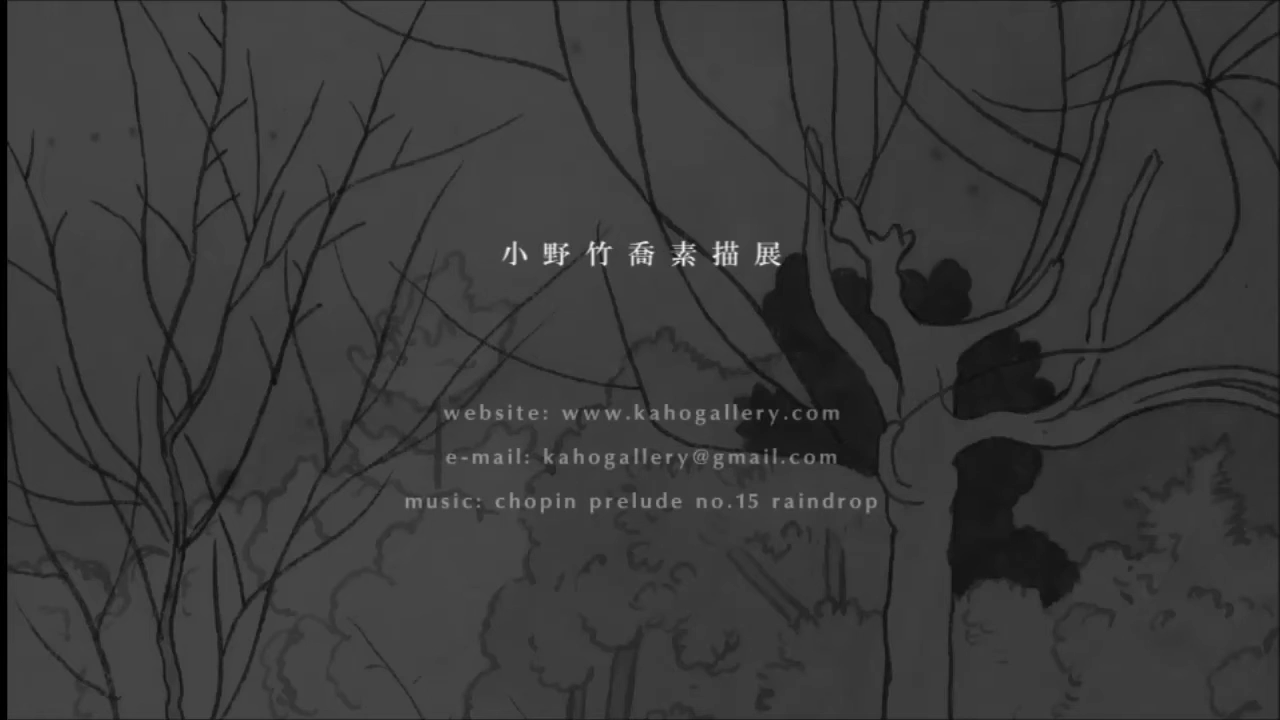 小野竹喬素描展
website: www.kahogallery.com
e-mail: kahogallery@gmail.com
music: chopin prelude no.15 raindrop